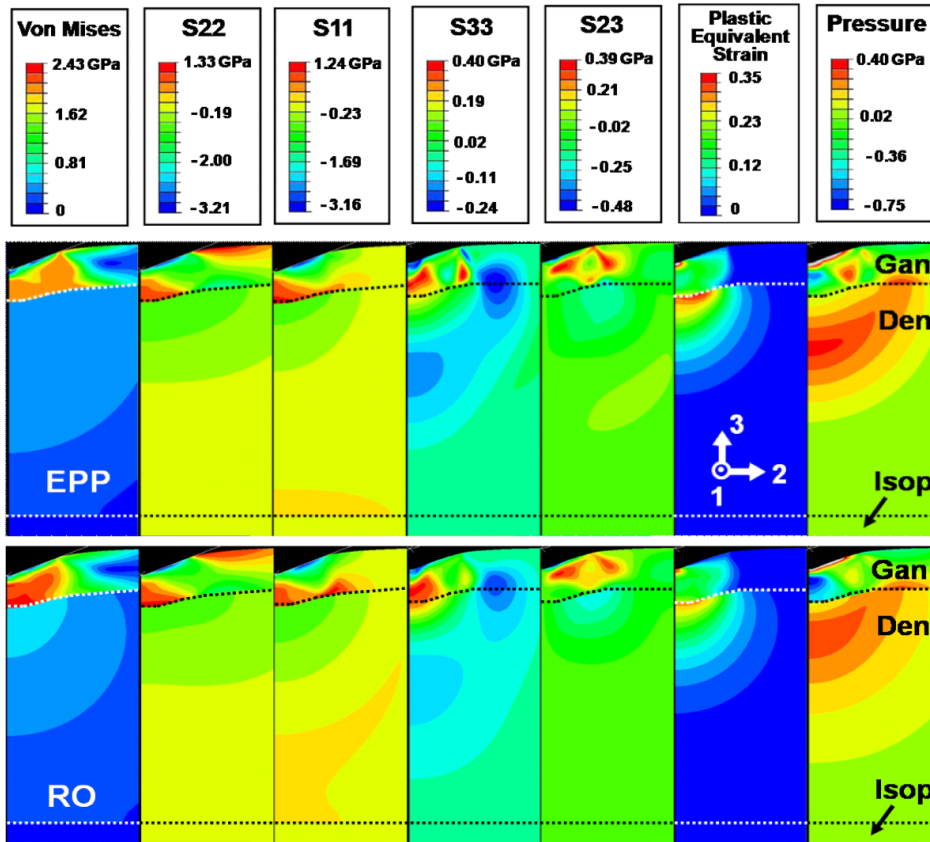 Von Mises
2.43 GPa
1.62
0.81
0
S22
1.33 GPa
-0.19
-2.00
-3.21
S11
1.24 GPa
-0.23
-1.69
-3.16
S33
0.40 GPa
0.19
0.02
-0.11
-0.24
S23
0.39 GPa
0.21
-0.02
-0.25
-0.48
Plastic
Equivalent
Strain
0.35
0.23
0.12
0
Pressure
0.40 GPa
0.02
-0.36
-0.75
Gan
Den
3
2
1
EPP
Isop
Gan
Den
RO
Isop